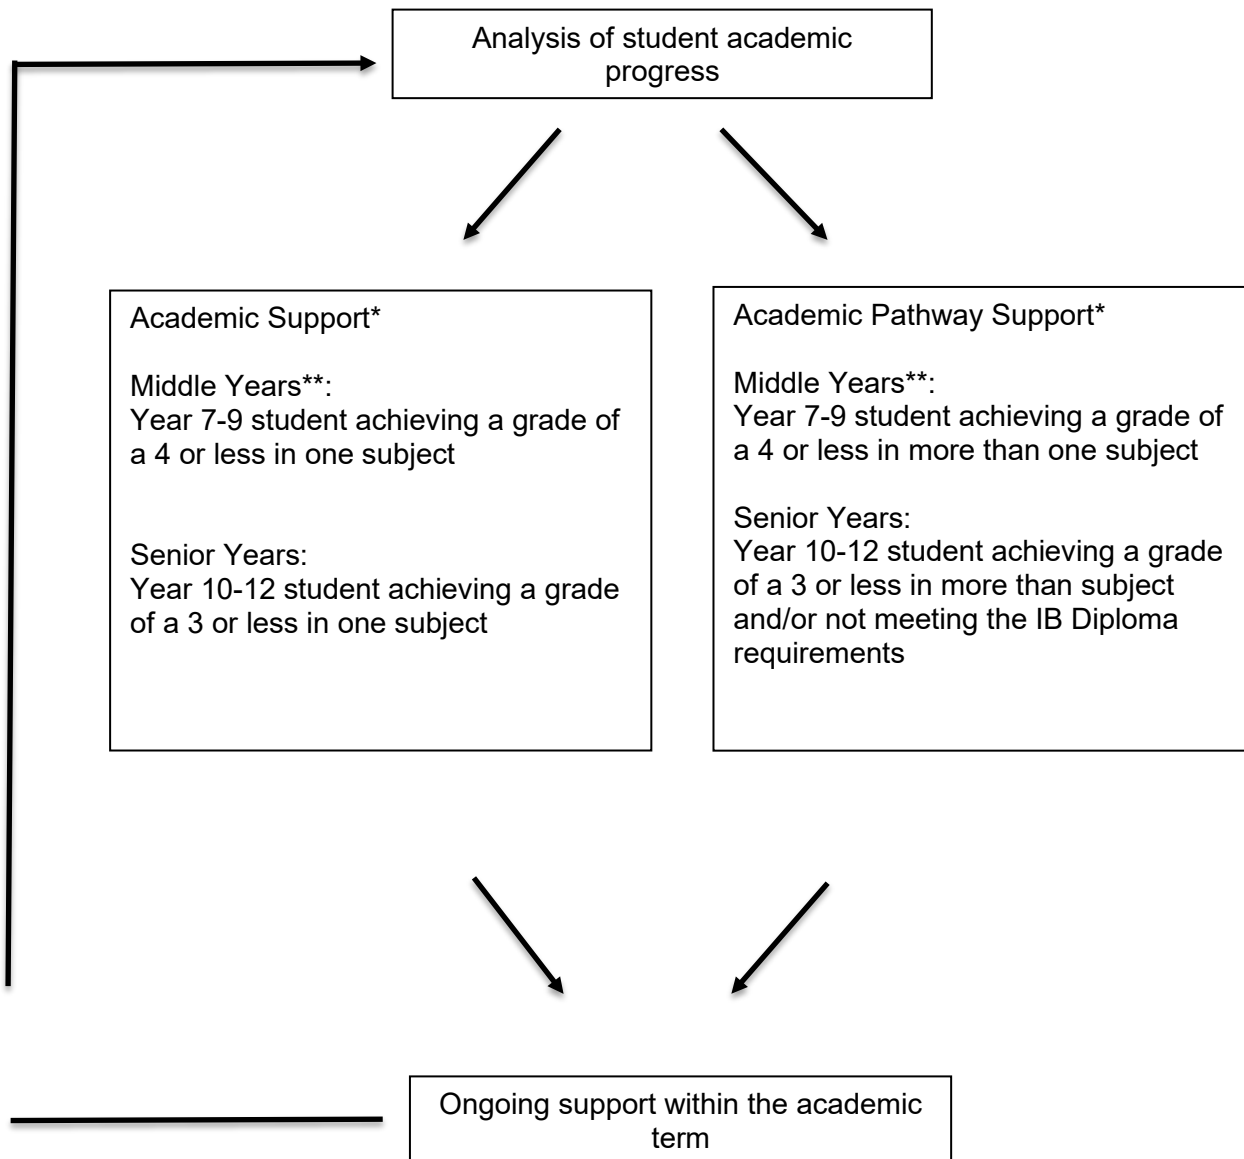 Analysis of student academic
progress
Academic Support*
Middle Years**:
Year 7-9 student achieving a grade of
a 4 or less in one subject
Senior Years:
Year 10-12 student achieving a grade
of a 3 or less in one subject
Academic Pathway Support*
Middle Years**:
Year 7-9 student achieving a grade of
a 4 or less in more than one subject
Senior Years:
Year 10-12 student achieving a grade
of a 3 or less in more than subject
and/or not meeting the IB Diploma
requirements
Ongoing support within the academic
term